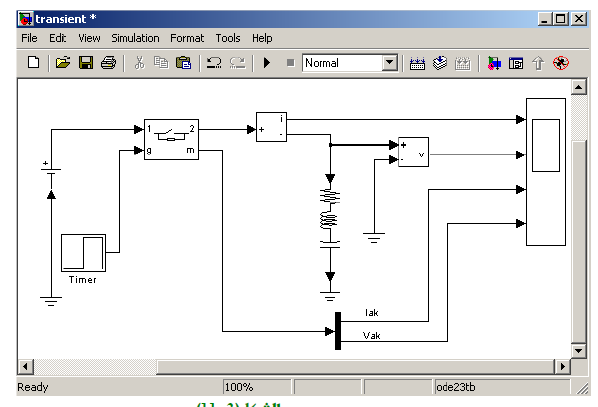 transient *
File Edit View Simulation Format Tools Help
Normal
1 2
g m
+
i
+
-
+
-
v
Timer
Iak
Vak
Ready 100% ode23tb